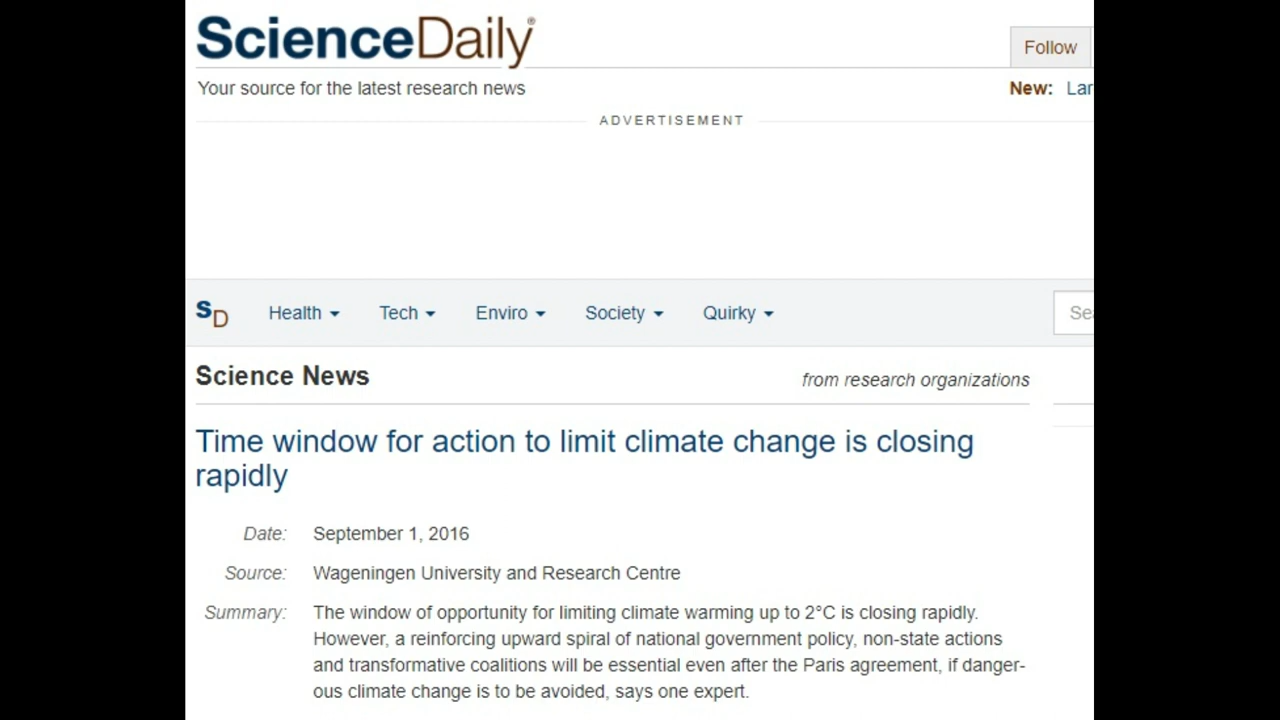 ScienceDaily®
Follow
Your source for the latest research news
New: Lar
ADVERTISEMENT
SD Health Tech Enviro Society Quirky Sea
Science News
from research organizations
Time window for action to limit climate change is closing
rapidly
Date: September 1, 2016
Source: Wageningen University and Research Centre
Summary: The window of opportunity for limiting climate warming up to 2°C is closing rapidly.
However, a reinforcing upward spiral of national government policy, non-state actions
and transformative coalitions will be essential even after the Paris agreement, if danger-
ous climate change is to be avoided, says one expert.